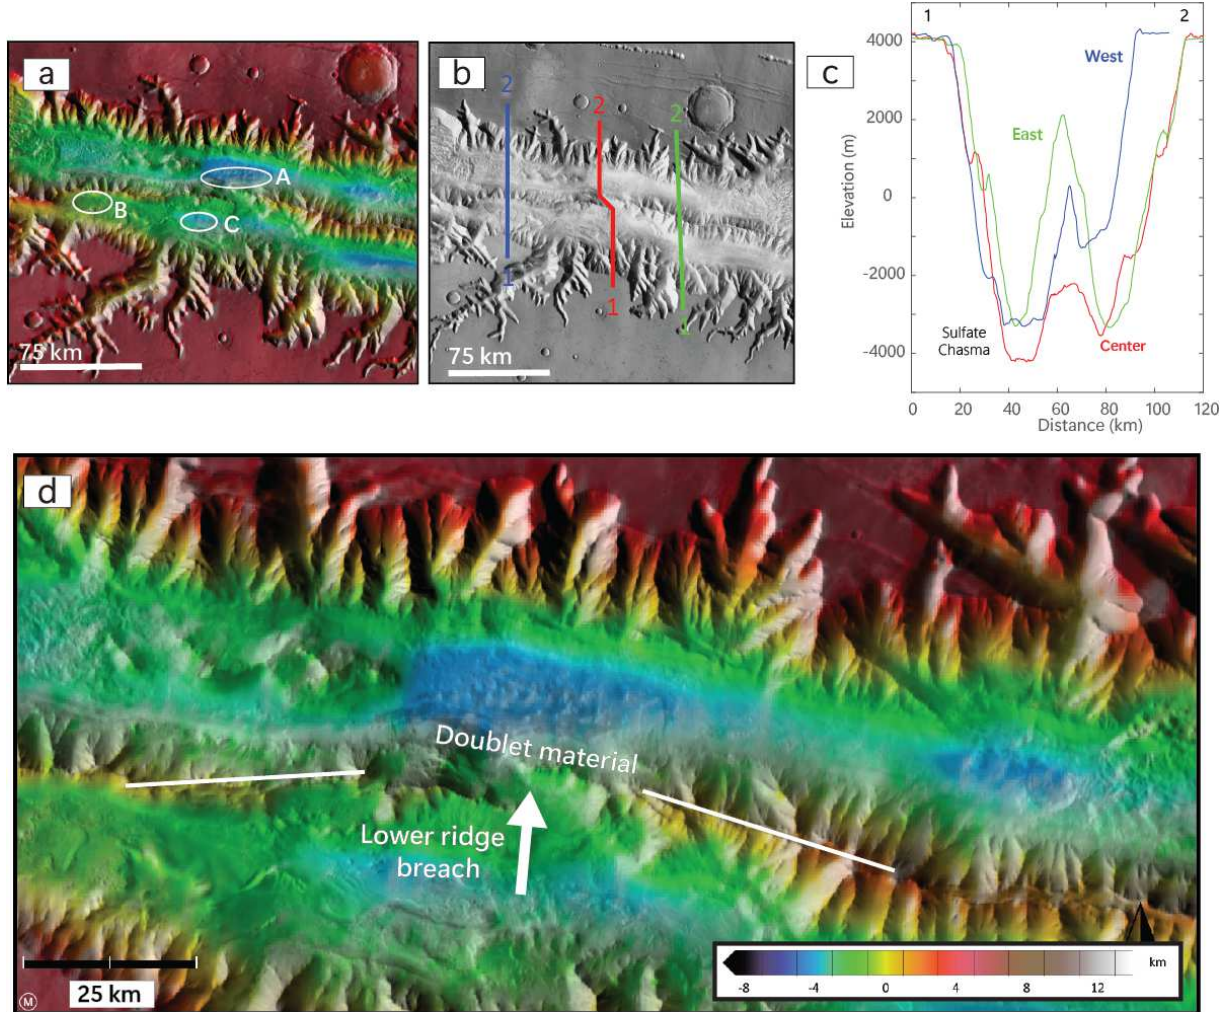 a
A
B
C
75 km
b
2
2
2
1
1
1
75 km
c
1
2
4000
2000
0
-2000
-4000
Elevation (m)
West
East
Center
Sulfate
Chasma
0
20
40
60
80
100
120
Distance (km)
d
Doublet material
Lower ridge
breach
25 km
M
km
-8
-4
0
4
8
12